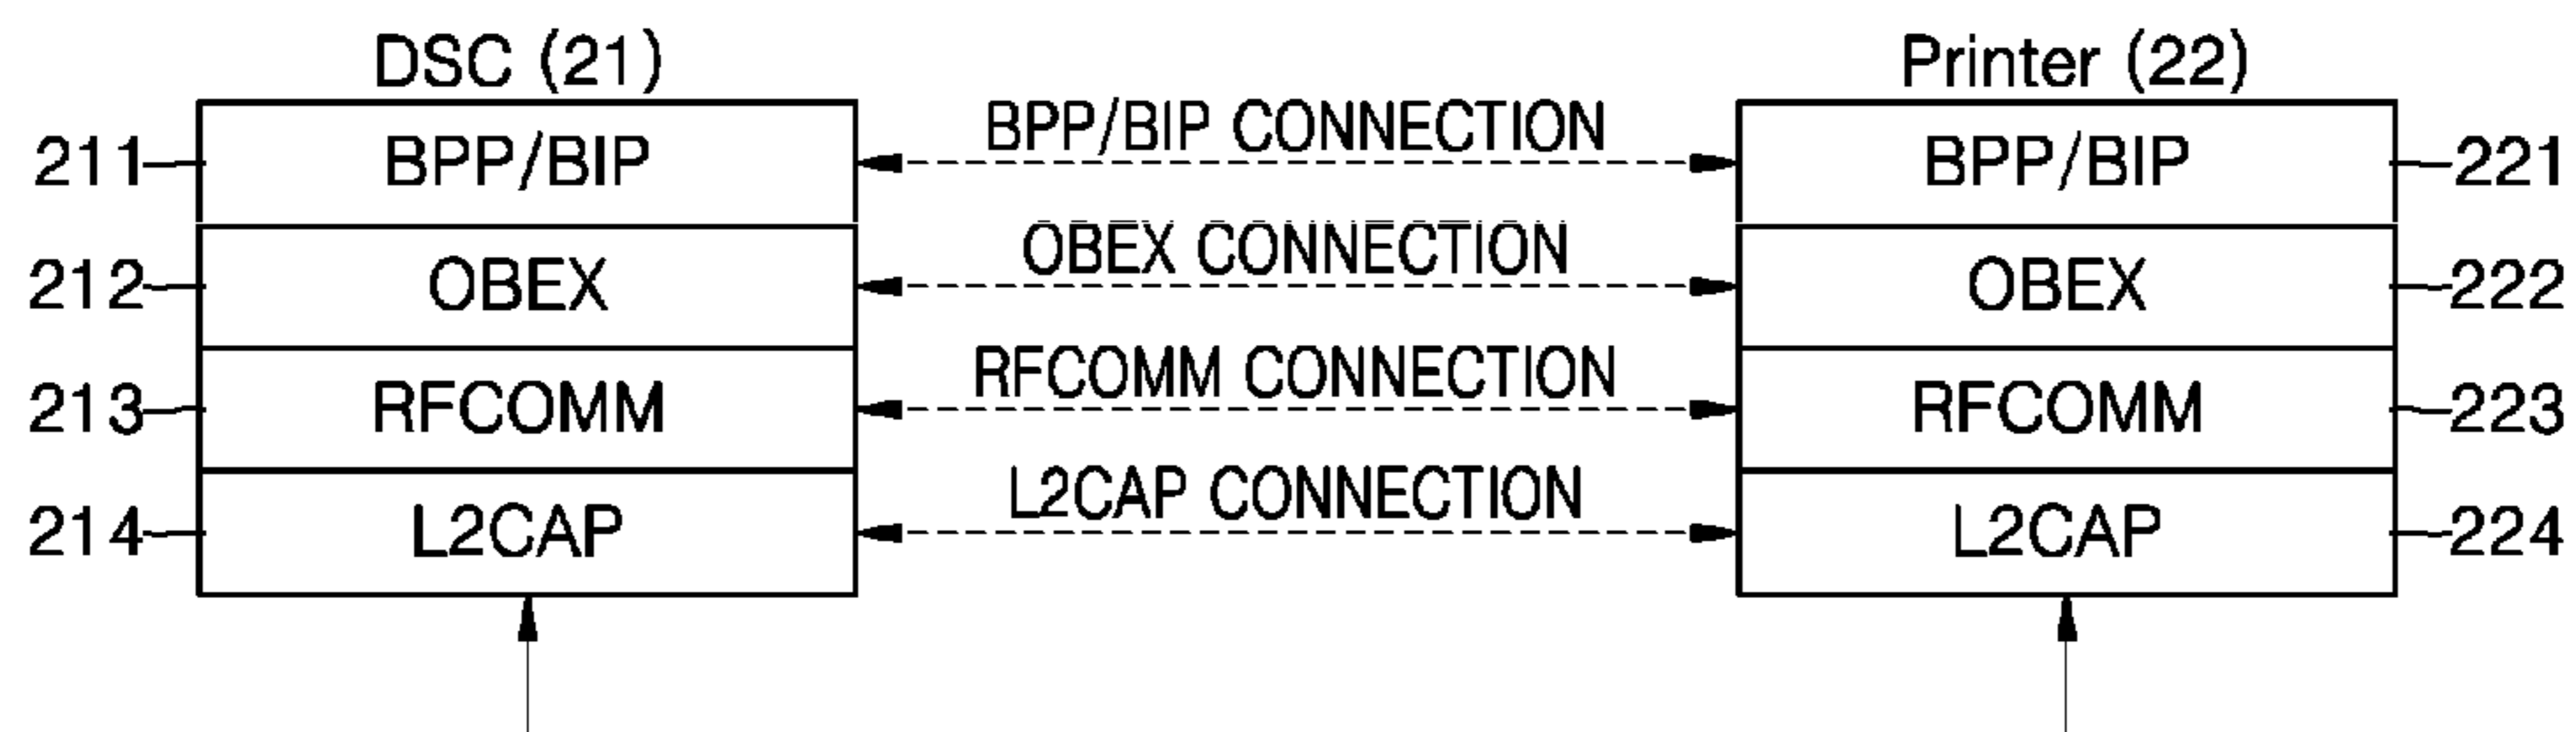 DSC (21)
Printer (22)
211
BPP/BIP
BPP/BIP CONNECTION
BPP/BIP
221
212
OBEX
OBEX CONNECTION
OBEX
222
213
RFCOMM
RFCOMM CONNECTION
RFCOMM
223
214
L2CAP
L2CAP CONNECTION
L2CAP
224